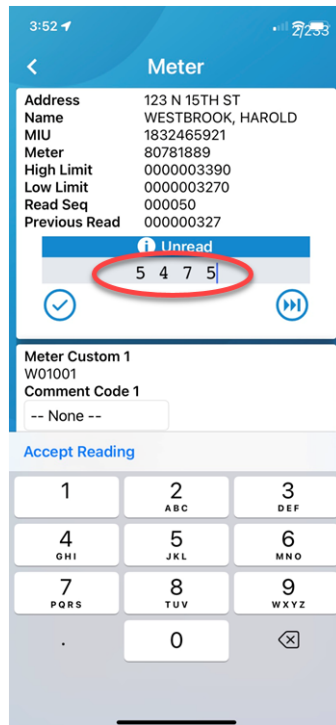 3:52
2/233
Meter
Address 123 N 15TH ST
Name WESTBROOK, HAROLD
MIU 1832465921
Meter 80781889
High Limit 0000003390
Low Limit 0000003270
Read Seq 000050
Previous Read 000000327
Unread
5 4 7 5
Meter Custom 1
W01001
Comment Code 1
-- None --
Accept Reading
1 2 3
ABC DEF
4 5 6
GHI JKL MNO
7 8 9
PQRS TUV WXYZ
. 0